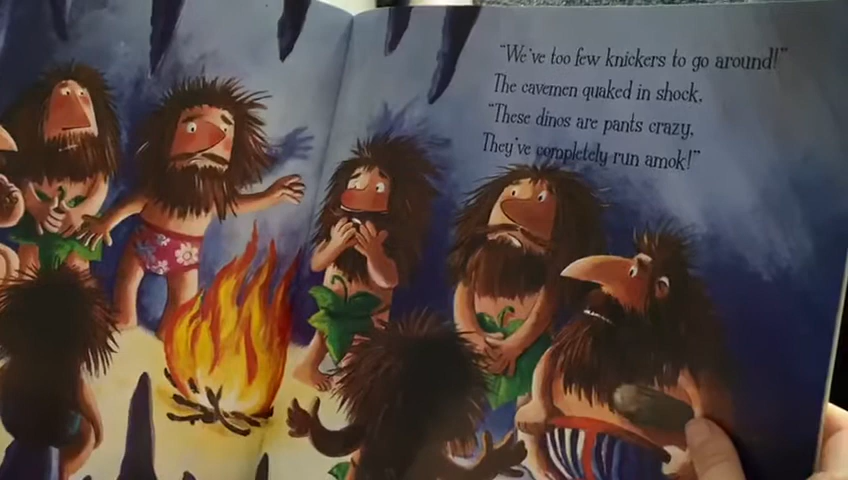 “We’ve too few knickers to go around!”
The cavemen quaked in shock,
“These dinos are pants crazy,
They’ve completely run amok!”